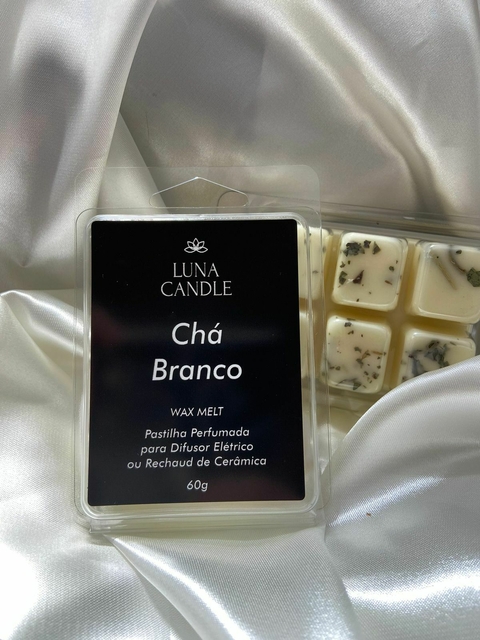 LUNA
CANDLE
Chá
Branco
WAX MELT
Pastilha Perfumada
para Difusor Elétrico
ou Rechaud de Cerâmica
60g